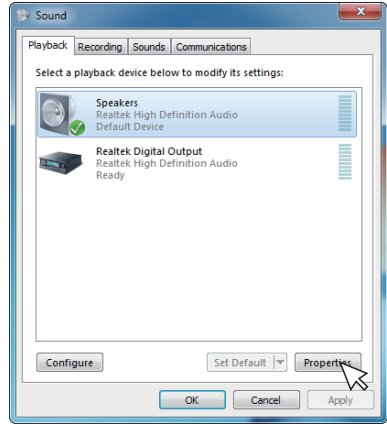 Sound
Playback Recording Sounds Communications
Select a playback device below to modify its settings:
Speakers
Realtek High Definition Audio
Default Device
Realtek Digital Output
Realtek High Definition Audio
Ready
Configure Set Default Properties
OK Cancel Apply